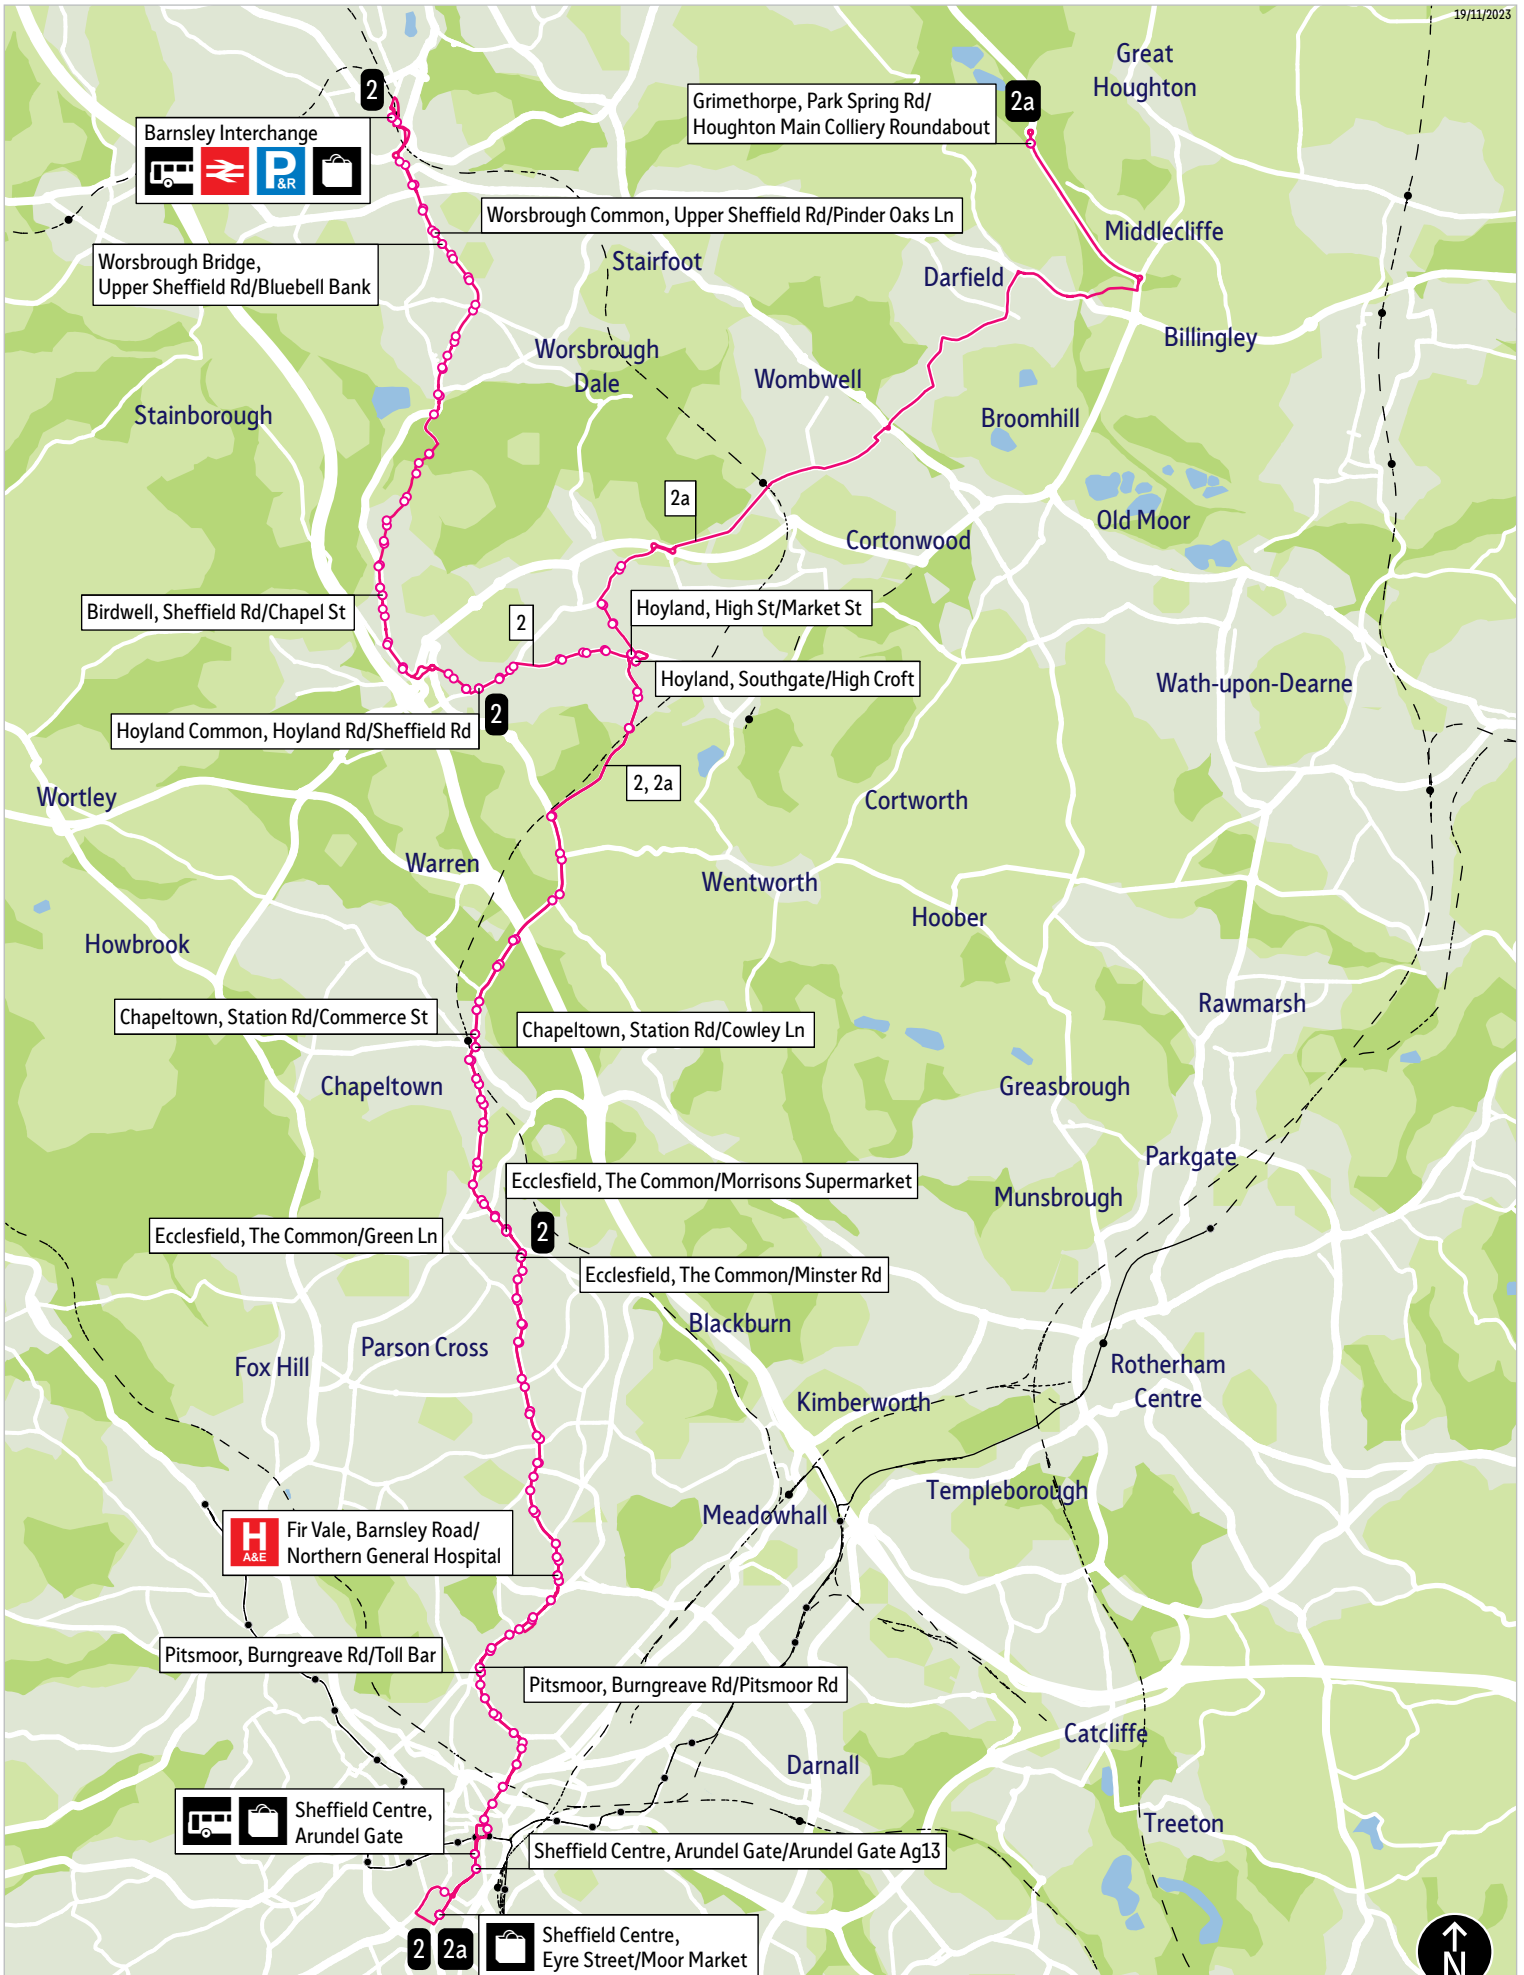 19/11/2023
Great
Houghton
2
2a
Grimethorpe, Park Spring Rd/
Houghton Main Colliery Roundabout
Barnsley Interchange
P
&R
Worsbrough Common, Upper Sheffield Rd/Pinder Oaks Ln
Middlecliffe
Worsbrough Bridge,
Upper Sheffield Rd/Bluebell Bank
Stairfoot
Darfield
Billingley
Worsbrough
Dale
Wombwell
Stainborough
Broomhill
2a
Old Moor
Cortonwood
Birdwell, Sheffield Rd/Chapel St
2
Hoyland, High St/Market St
Hoyland, Southgate/High Croft
Wath-upon-Dearne
Hoyland Common, Hoyland Rd/Sheffield Rd
2
2, 2a
Wortley
Cortworth
Warren
Wentworth
Hoober
Howbrook
Rawmarsh
Chapeltown, Station Rd/Commerce St
Chapeltown, Station Rd/Cowley Ln
Chapeltown
Greasbrough
Parkgate
Ecclesfield, The Common/Morrisons Supermarket
Munsbrough
Ecclesfield, The Common/Green Ln
2
Ecclesfield, The Common/Minster Rd
Blackburn
Parson Cross
Fox Hill
Rotherham
Centre
Kimberworth
Templeborough
Meadowhall
H
A&E
Fir Vale, Barnsley Road/
Northern General Hospital
Pitsmoor, Burngreave Rd/Toll Bar
Pitsmoor, Burngreave Rd/Pitsmoor Rd
Catcliffe
Darnall
Sheffield Centre,
Arundel Gate
Treeton
Sheffield Centre, Arundel Gate/Arundel Gate Ag13
2
2a
Sheffield Centre,
Eyre Street/Moor Market
N